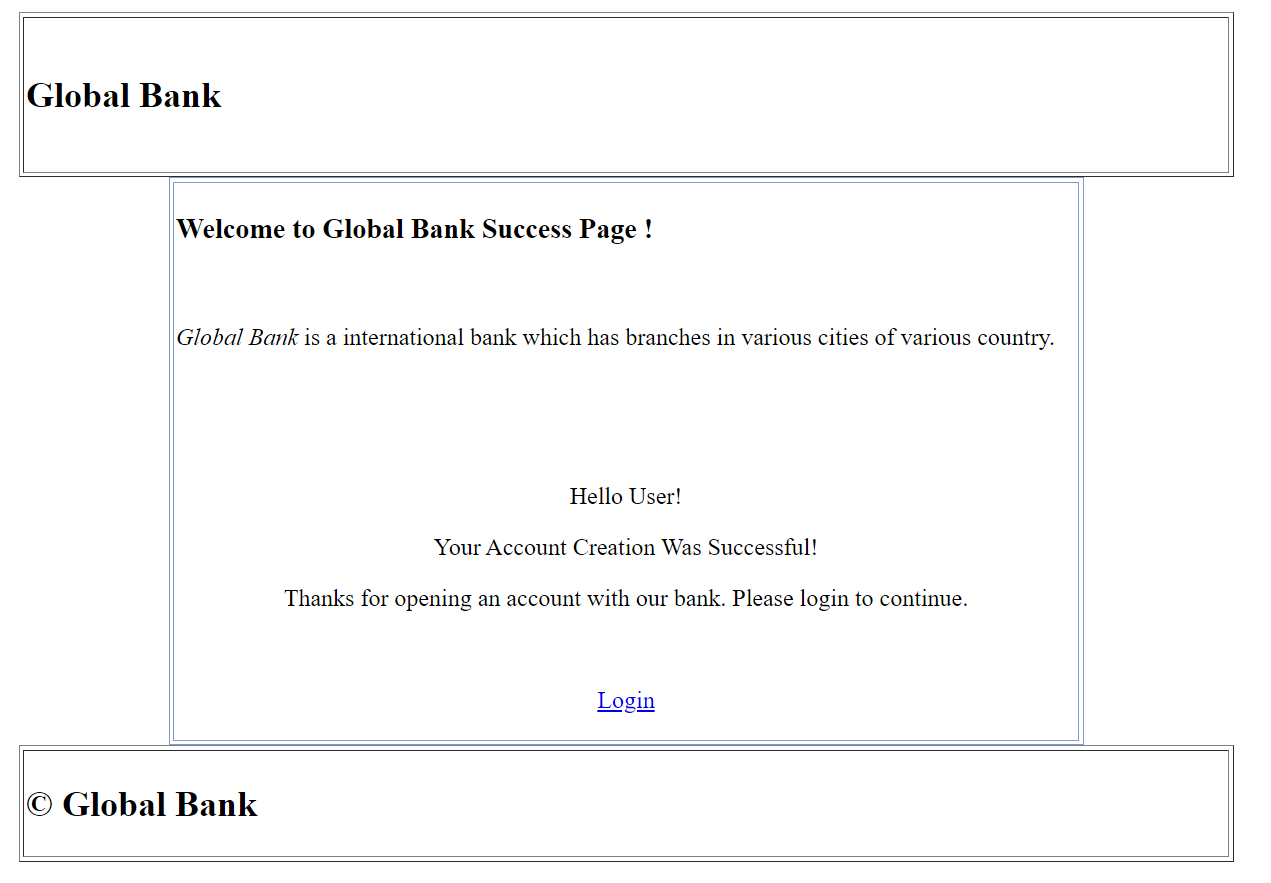 Global Bank
Welcome to Global Bank Success Page !
Global Bank is a international bank which has branches in various cities of various country.
Hello User!
Your Account Creation Was Successful!
Thanks for opening an account with our bank. Please login to continue.
Login
© Global Bank